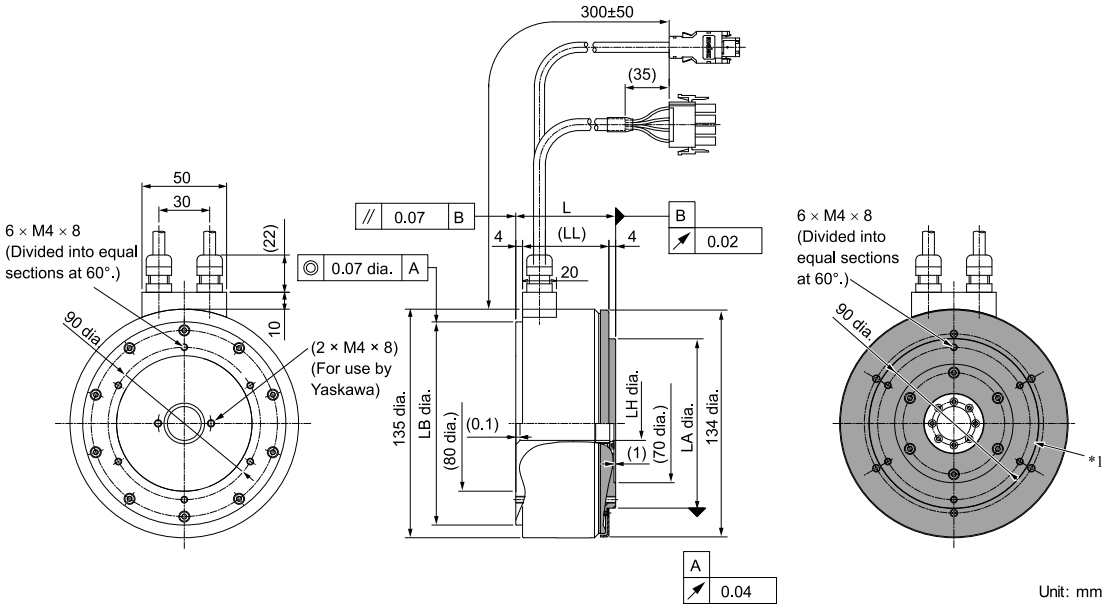 300±50
(35)
50
30
6 × M4 × 8
(Divided into equal
sections at 60°.)
(22)
10
90 dia.
(2 × M4 × 8)
(For use by
Yaskawa)
// 0.07 B
◎ 0.07 dia. A
L
4 (LL) 4
20
B
↗ 0.02
135 dia.
LB dia.
(80 dia.)
(0.1)
LH dia.
(1)
(70 dia.)
LA dia.
134 dia.
A
↗ 0.04
6 × M4 × 8
(Divided into
equal sections
at 60°.)
90 dia.
*1
Unit: mm